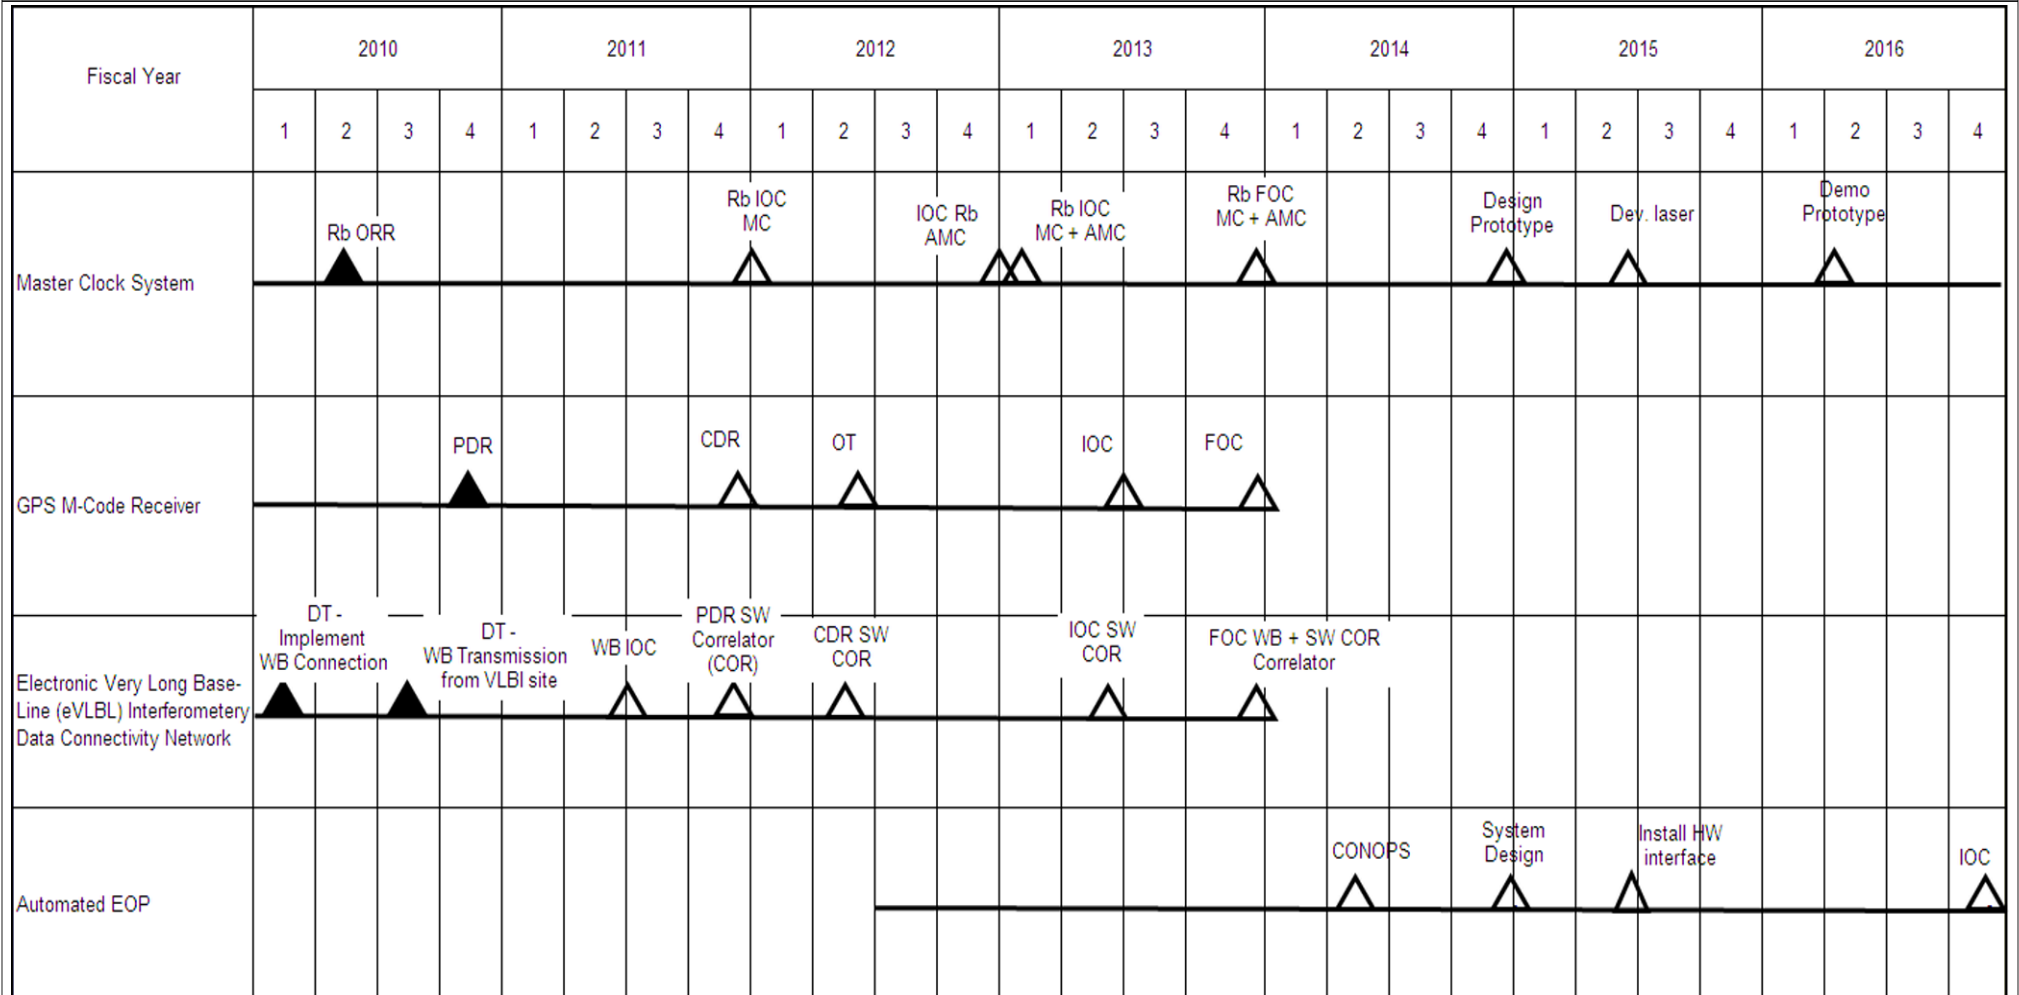 Fiscal Year
2010 2011 2012 2013 2014 2015 2016
1 2 3 4 1 2 3 4 1 2 3 4 1 2 3 4 1 2 3 4 1 2 3 4 1 2 3 4
Master Clock System
Rb ORR
Rb IOC
MC
IOC Rb
AMC
Rb IOC
MC + AMC
Rb FOC
MC + AMC
Design
Prototype
Dev. laser
Demo
Prototype
GPS M-Code Receiver
PDR
CDR
OT
IOC
FOC
Electronic Very Long Base-
Line (eVLBL) Interferometery
Data Connectivity Network
DT -
Implement
WB Connection
DT -
WB Transmission
from VLBI site
WB IOC
PDR SW
Correlator
(COR)
CDR SW
COR
IOC SW
COR
FOC WB + SW COR
Correlator
Automated EOP
CONOPS
System
Design
Install HW
interface
IOC